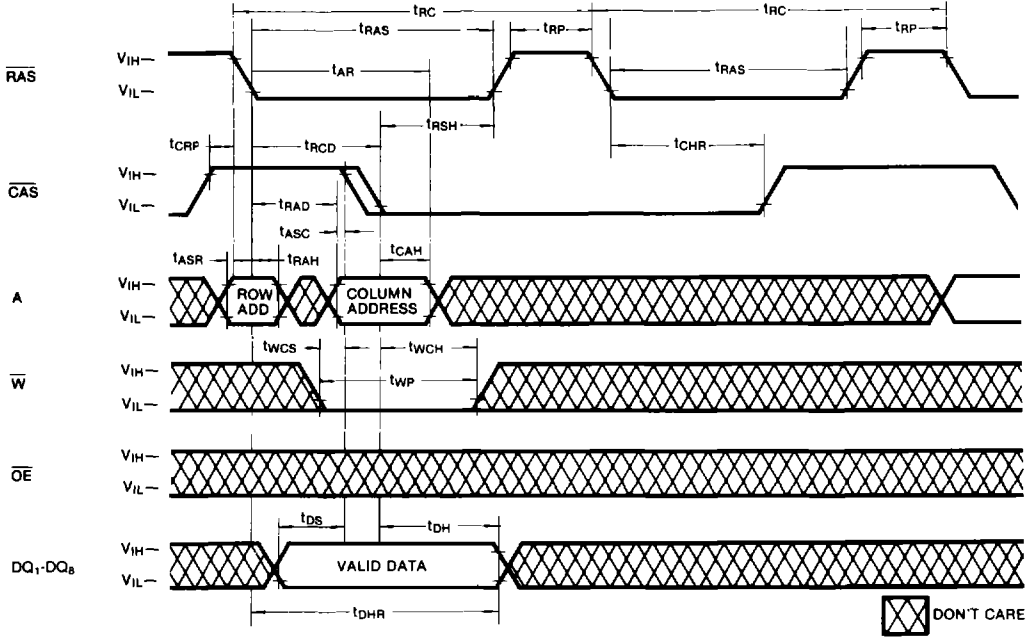 tRC tRC
tRAS tRP tRP
RAS VIH VIL tAR tRAS
tRSH
tCRP tRCD tCHR
CAS VIH VIL
tRAD
tASC
tASR tRAH tCAH
A VIH VIL ROW ADD COLUMN ADDRESS
tWCS tWCH
W VIH VIL tWP
OE VIH VIL
tDS tDH
DQ1-DQ8 VIH VIL VALID DATA
tDHR
DON'T CARE